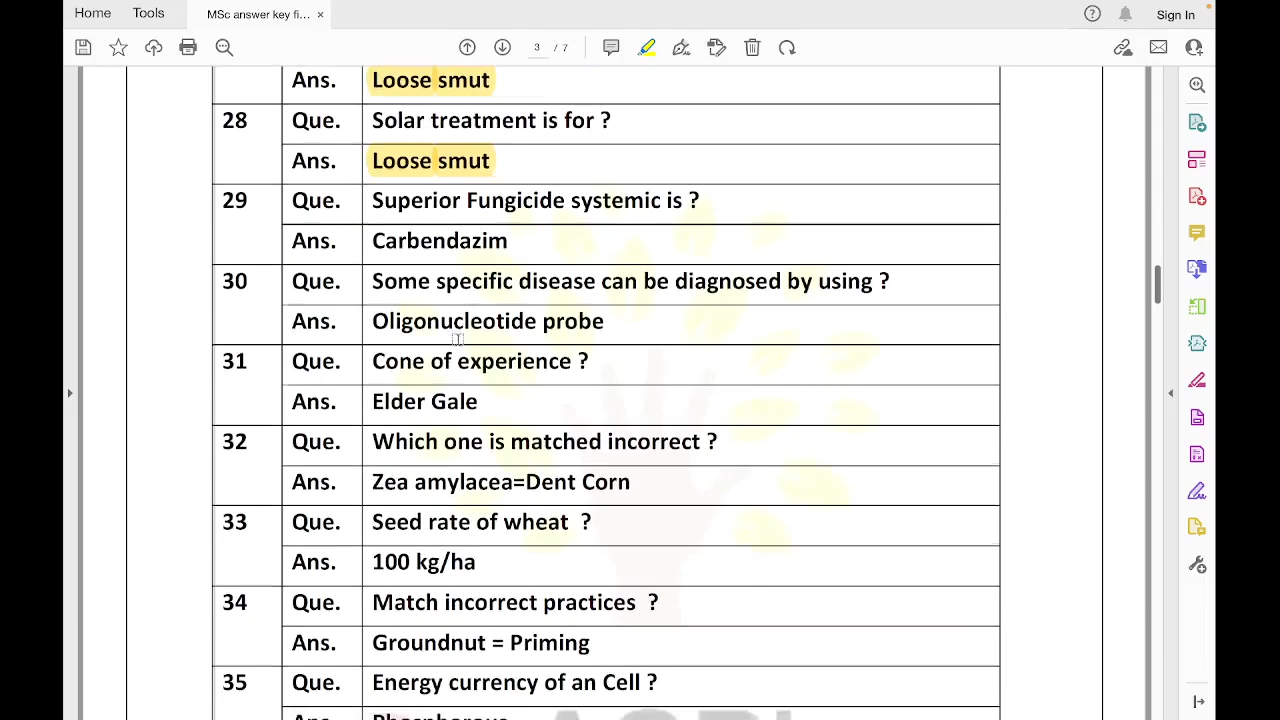 Home Tools MSc answer key fi... × Sign In
3 / 7
Ans. Loose smut
28 Que. Solar treatment is for ?
Ans. Loose smut
29 Que. Superior Fungicide systemic is ?
Ans. Carbendazim
30 Que. Some specific disease can be diagnosed by using ?
Ans. Oligonucleotide probe
31 Que. Cone of experience ?
Ans. Elder Gale
32 Que. Which one is matched incorrect ?
Ans. Zea amylacea=Dent Corn
33 Que. Seed rate of wheat ?
Ans. 100 kg/ha
34 Que. Match incorrect practices ?
Ans. Groundnut = Priming
35 Que. Energy currency of an Cell ?
Ans. Phosphorous